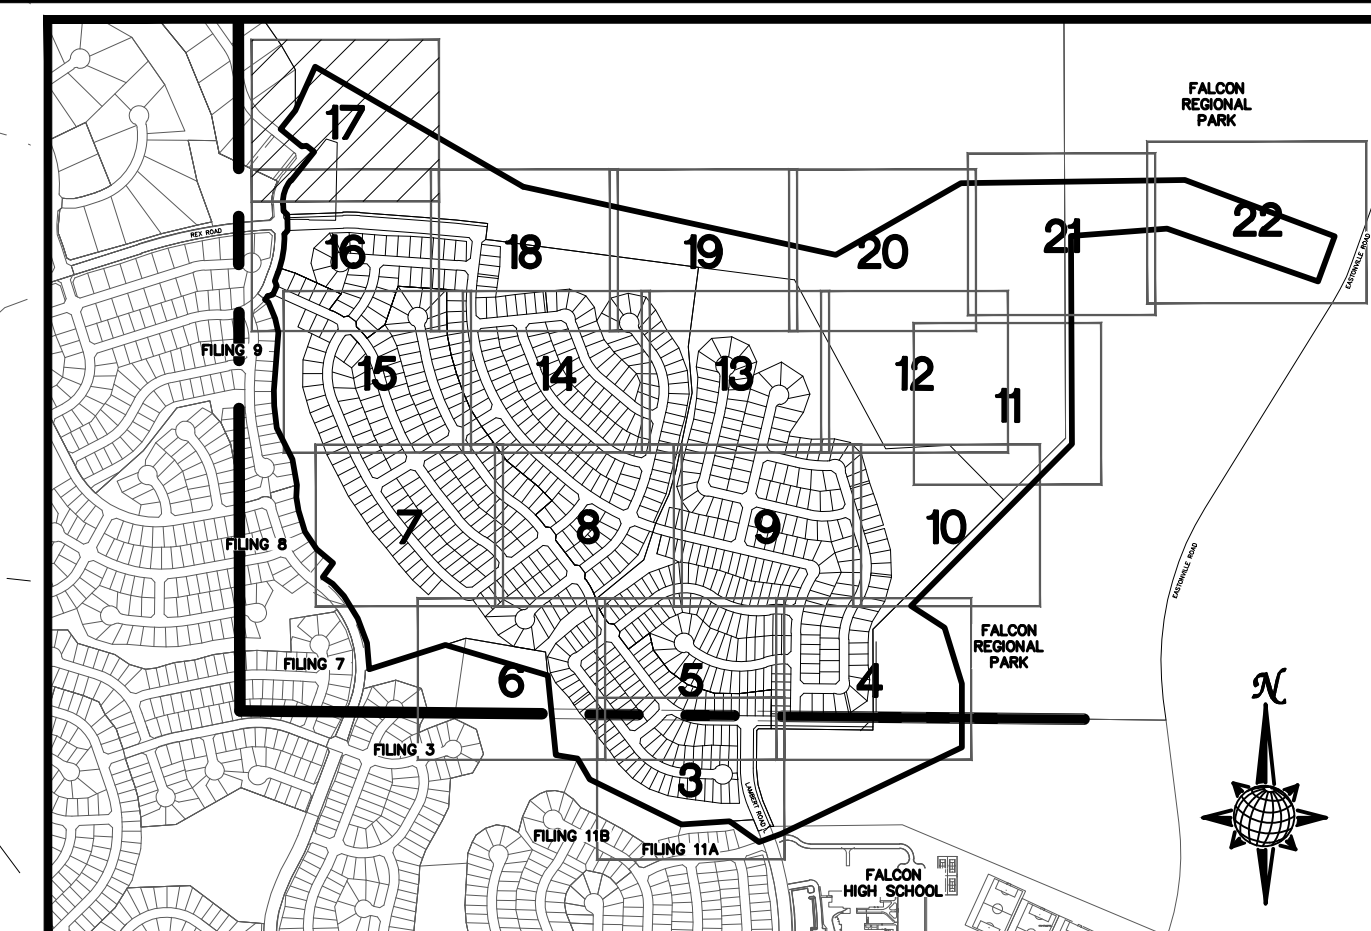 FALCON
REGIONAL
PARK
17
22
REX ROAD
16
18
19
20
21
EASTONVILLE ROAD
FILING 9
15
14
13
12
11
7
8
9
10
FILING 8
EASTONVILLE ROAD
FALCON
REGIONAL
PARK
FILING 7
6
5
4
N
FILING 3
3
LAMBERT ROAD
FILING 11B
FILING 11A
FALCON
HIGH SCHOOL